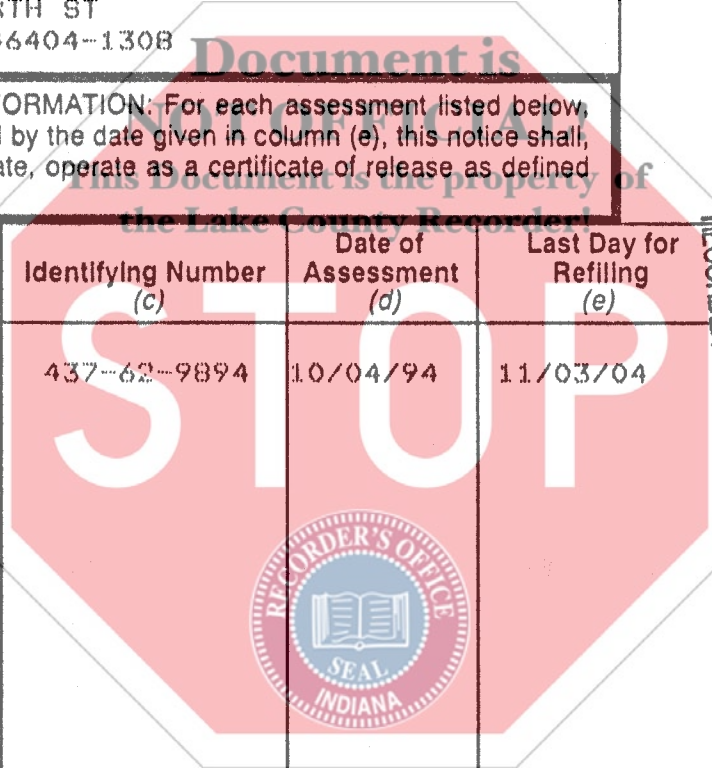 TH ST
6404-1308
Document is
NOT OFFICIAL
ORMATION: For each assessment listed below,
by the date given in column (e), this notice shall,
ate, operate as a certificate of release as defined
This Document is the property of
the Lake County Recorder!
Identifying Number
(c)
Date of
Assessment
(d)
Last Day for
Refiling
(e)
437-62-9894 10/04/94 11/03/04
STOP
RECORDER'S OFFICE
SEAL
INDIANA